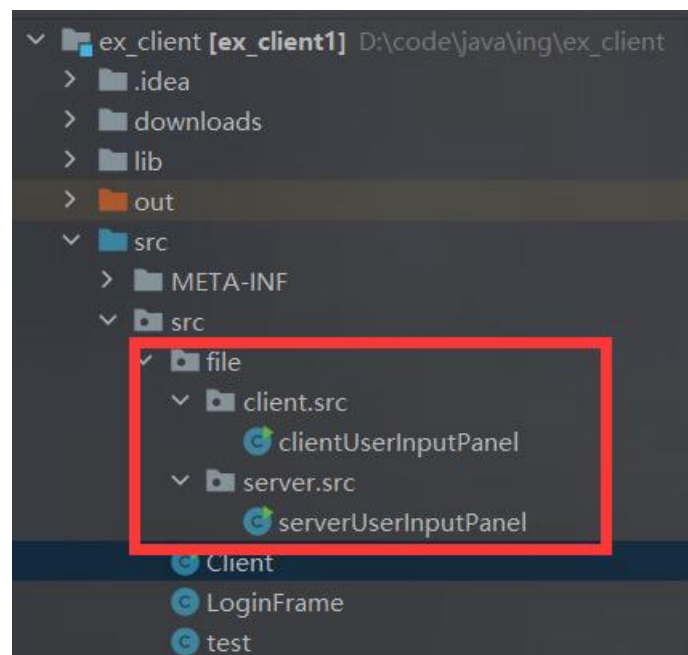 ex_client [ex_client1] D:\code\java\ing\ex_client
.idea
downloads
lib
out
src
META-INF
src
file
client.src
clientUserInputPanel
server.src
serverUserInputPanel
Client
LoginFrame
test